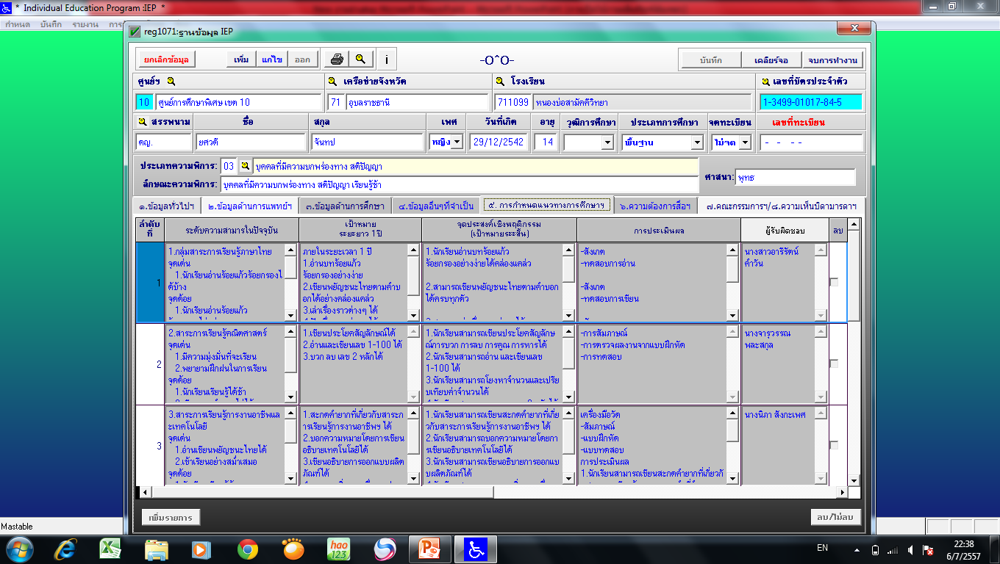 * Individual Education Program :IEP *
กำหนด บันทึก รายงาน
reg1071:ฐานข้อมูล IEP
ยกเลิกข้อมูล เพิ่ม แก้ไข ออก i -O^O- บันทึก เคลียร์จอ จบการทำงาน
ศูนย์ฯ เครือข่ายจังหวัด โรงเรียน เลขที่บัตรประจำตัว
10 ศูนย์การศึกษาพิเศษ เขต 10 71 อุบลราชธานี 711099 หนองบ่อสามัคคีวิทยา 1-3499-01017-84-5
สรรพนาม ชื่อ สกุล เพศ วันที่เกิด อายุ วุฒิการศึกษา ประเภทการศึกษา จดทะเบียน เลขที่ทะเบียน
ดญ. ยศวดี จันทป หญิง 29/12/2542 14 พื้นฐาน ไม่จด - - - -
ประเภทความพิการ: 03 บุคคลที่มีความบกพร่องทาง สติปัญญา
ลักษณะความพิการ: บุคคลที่มีความบกพร่องทาง สติปัญญา เรียนรู้ช้า
ศาสนา: พุทธ
๑.ข้อมูลทั่วไปฯ ๒.ข้อมูลด้านการแพทย์ฯ ๓.ข้อมูลด้านการศึกษา ๔.ข้อมูลอื่นๆที่จำเป็น ๕. การกำหนดแนวทางการศึกษาฯ ๖.ความต้องการสื่อฯ ๗.คณะกรรมการฯ/๘.ความเห็นบิดามารดาฯ
ลำดับ
ที่
ระดับความสามารในปัจจุบัน
เป้าหมาย
ระยะยาว 1ปี
จุดประสงค์เชิงพฤติกรรม
(เป้าหมายระสั้น)
การประเมินผล
ผู้รับผิดชอบ
ลบ
1
1.กลุ่มสาระการเรียนรู้ภาษาไทย
จุดเด่น
1.นักเรียนอ่านร้อยแก้วร้อยกรองไ
ด้บ้าง
จุดด้อย
1.นักเรียนอ่านร้อยแก้ว
ภายในระยะเวลา 1 ปี
1.อ่านบทร้อยแก้ว
ร้อยกรองอย่างง่าย
2.เขียนพยัญชนะไทยตามคำบ
อกได้อย่างคล่องแคล่ว
3.เล่าเรื่องราวต่างๆ ได้
1.นักเรียนอ่านบทร้อยแก้ว
ร้อยกรองอย่างง่ายได้คล่องแคล่ว
2.สามารถเขียนพยัญชนะไทยตามคำบอก
ได้ครบทุกตัว
-สังเกต
-ทดสอบการอ่าน
-สังเกต
-ทดสอบการเขียน
นางสาวอารีรัตน์
คำวัน
2
2.สาระการเรียนรู้คณิตศาสตร์
จุดเด่น
1.มีความมุ่งมั่นที่จะเรียน
2.พยายามฝึกฝนในการเรียน
จุดด้อย
1.นักเรียนเรียนรู้ได้ช้า
1.เขียนประโยคสัญลักษณ์ได้
2.อ่านและเขียนเลข 1-100 ได้
3.บวก ลบ เลข 2 หลักได้
1.นักเรียนสามารถเขียนประโยคสัญลัก
ษณ์การบวก การลบ การคูณ การหารได้
2.นักเรียนสามารถอ่าน และเขียนเลข
1-100 ได้
3.นักเรียนสามารถโยงหาจำนวนและเปรีย
บเทียบค่าจำนวนได้
-การสัมภาษณ์
-การตรวจผลงานจากแบบฝึกหัด
-การทดสอบ
นางจารุวรรณ
พละสกุล
3
3.สาระการเรียนรู้การงานอาชีพแล
ะเทคโนโลยี
จุดเด่น
1.อ่านเขียนพยัญชนะไทยได้
2.เข้าเรียนอย่างสม่ำเสมอ
จุดด้อย
1.สะกดคำยากที่เกี่ยวกับสาระก
ารเรียนรู้การงานอาชีพฯ ได้
2.บอกความหมายโดยการเขียน
อธิบายเทคโนโลยีได้
3.เขียนอธิบายการออกแบบผลิต
ภัณฑ์ได้
1.นักเรียนสามารถเขียนสะกดคำยากที่เกี่ย
วกับสาระการเรียนรู้การงานอาชีพฯ ได้
2.นักเรียนสามารถบอกความหมายโดยกา
รเขียนอธิบายเทคโนโลยีได้
3.นักเรียนสามารถเขียนอธิบายการออกแ
บบผลิตภัณฑ์ได้
เครื่องมือวัด
-สัมภาษณ์
-แบบฝึกหัด
-แบบทดสอบ
การประเมินผล
1.นักเรียนสามารถเขียนสะกดคำยากที่เกี่ยวกั
นางนิภา สังกะเพศ
เพิ่มรายการ ลบ/ไม่ลบ
Mastable
hao
123
EN
22:38
6/7/2557